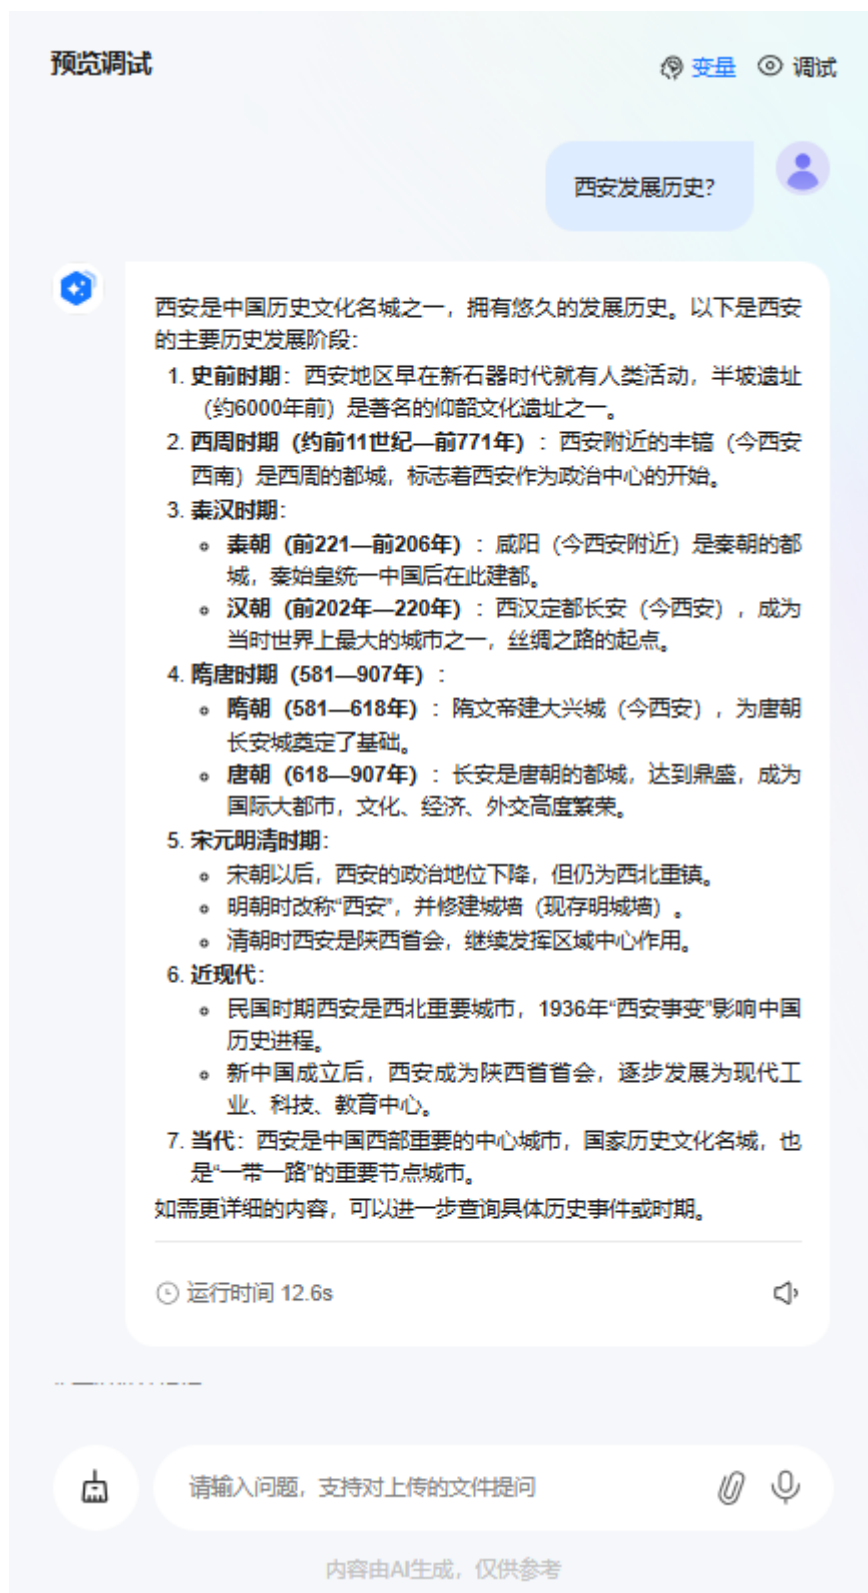 预览调试
变量 调试
西安发展历史?
西安是中国历史文化名城之一，拥有悠久的发展历史。以下是西安
的主要历史发展阶段：
1. 史前时期：西安地区早在新石器时代就有人类活动，半坡遗址
（约6000年前）是著名的仰韶文化遗址之一。
2. 西周时期（约前11世纪—前771年）：西安附近的丰镐（今西安
西南）是西周的都城，标志着西安作为政治中心的开始。
3. 秦汉时期：
秦朝（前221—前206年）：咸阳（今西安附近）是秦朝的都
城，秦始皇统一中国后在此建都。
汉朝（前202年—220年）：西汉定都长安（今西安），成为
当时世界上最大的城市之一，丝绸之路的起点。
4. 隋唐时期（581—907年）：
隋朝（581—618年）：隋文帝建大兴城（今西安），为唐朝
长安城奠定了基础。
唐朝（618—907年）：长安是唐朝的都城，达到鼎盛，成为
国际大都市，文化、经济、外交高度繁荣。
5. 宋元明清时期：
宋朝以后，西安的政治地位下降，但仍为西北重镇。
明朝时改称“西安”，并修建城墙（现存明城墙）。
清朝时西安是陕西省会，继续发挥区域中心作用。
6. 近现代：
民国时期西安是西北重要城市，1936年“西安事变”影响中国
历史进程。
新中国成立后，西安成为陕西省省会，逐步发展为现代工
业、科技、教育中心。
7. 当代：西安是中国西部重要的中心城市，国家历史文化名城，也
是“一带一路”的重要节点城市。
如需更详细的内容，可以进一步查询具体历史事件或时期。
运行时间 12.6s
请输入问题，支持对上传的文件提问
内容由AI生成，仅供参考